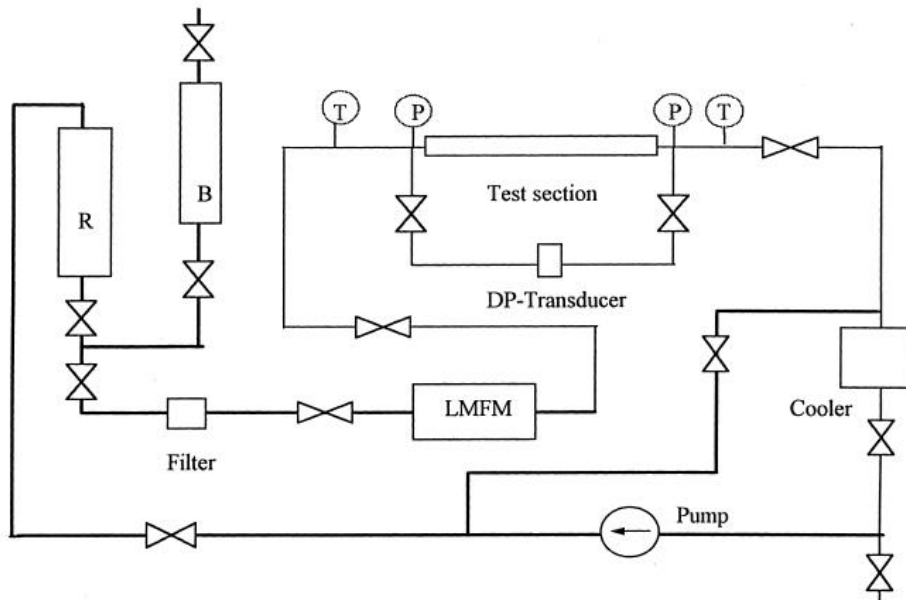 T
P
P
T
B
R
Test section
DP-Transducer
LMFM
Cooler
Filter
Pump